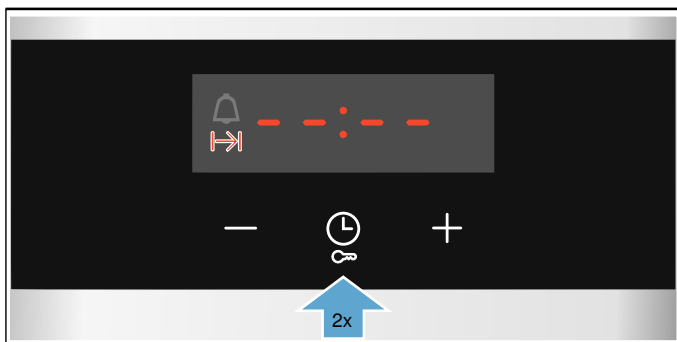 – –:– –
2x